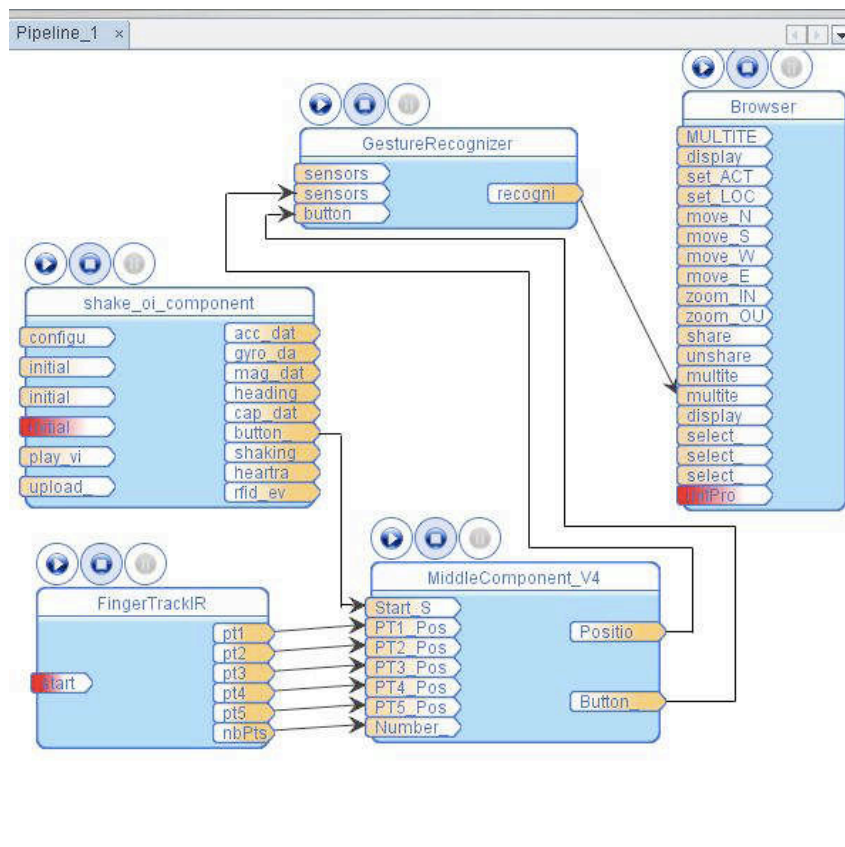 Pipeline_1 ×
Browser
MULTITE
display
set_ACT
set_LOC
move_N
move_S
move_W
move_E
zoom_IN
zoom_OU
share
unshare
multite
multite
display
select_
select_
select_
GestureRecognizer
sensors
sensors
button
recogni
shake_oi_component
configu
initial
initial
initial
play_vi
upload_
acc_dat
gyro_da
mag_dat
heading
cap_dat
button_
shaking
heartra
rfid_ev
FingerTrackIR
start
pt1
pt2
pt3
pt4
pt5
nbPts
MiddleComponent_V4
Start_S
PT1_Pos
PT2_Pos
PT3_Pos
PT4_Pos
PT5_Pos
Number_
Positio
Button_